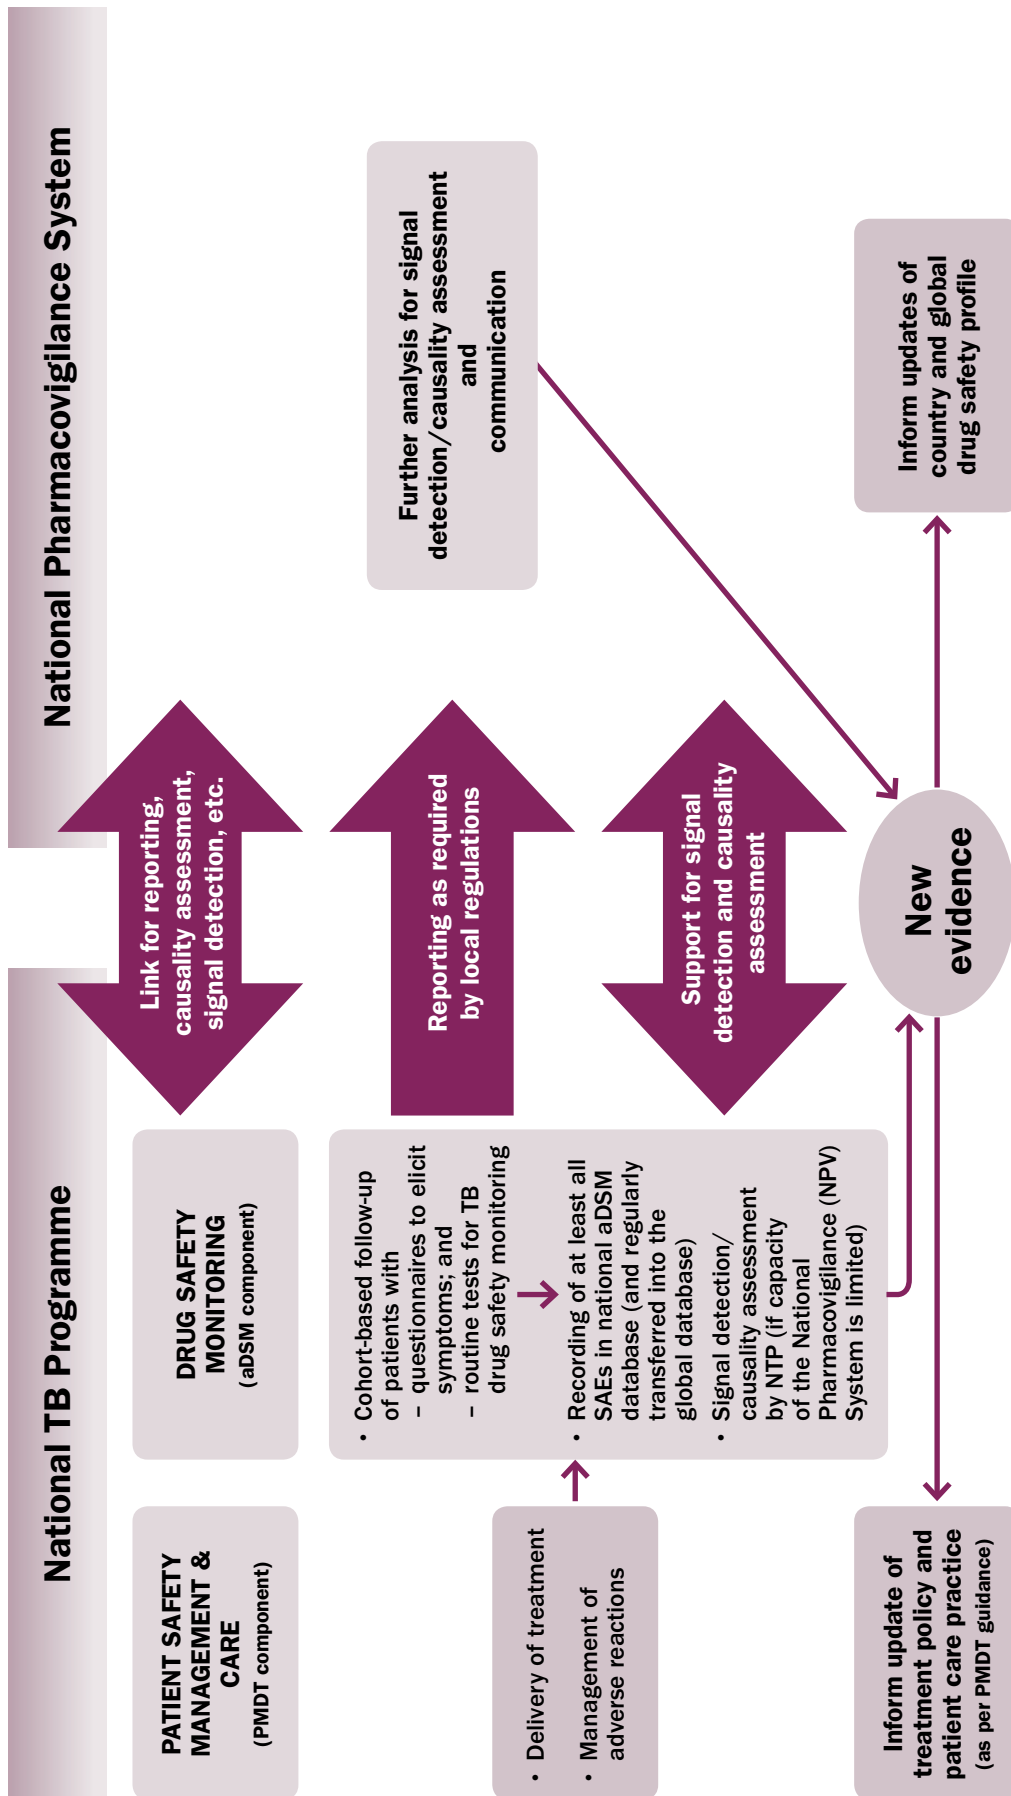 National TB Programme
National Pharmacovigilance System
PATIENT SAFETY
MANAGEMENT &
CARE
(PMDT component)
DRUG SAFETY
MONITORING
(aDSM component)
Link for reporting,
causality assessment,
signal detection, etc.
• Delivery of treatment
• Management of
adverse reactions
• Cohort-based follow-up
of patients with
– questionnaires to elicit
symptoms; and
– routine tests for TB
drug safety monitoring
• Recording of at least all
SAEs in national aDSM
database (and regularly
transferred into the
global database)
• Signal detection/
causality assessment
by NTP (if capacity
of the National
Pharmacovigilance (NPV)
System is limited)
Reporting as required
by local regulations
Support for signal
detection and causality
assessment
Further analysis for signal
detection/causality assessment
and
communication
Inform update of
treatment policy and
patient care practice
(as per PMDT guidance)
New
evidence
Inform updates of
country and global
drug safety profile